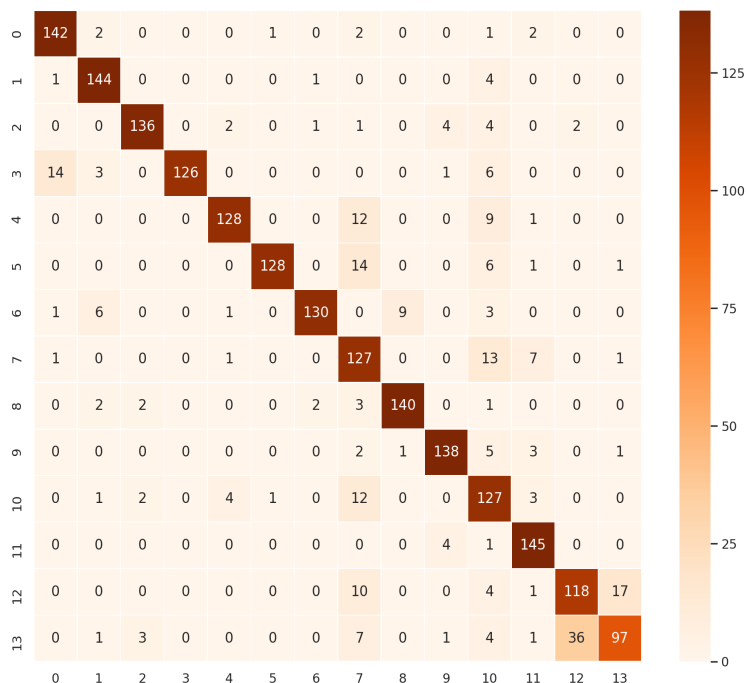 0 142 2 0 0 0 1 0 2 0 0 1 2 0 0
1 1 144 0 0 0 0 1 0 0 0 4 0 0 0
2 0 0 136 0 2 0 1 1 0 4 4 0 2 0
3 14 3 0 126 0 0 0 0 0 1 6 0 0 0
4 0 0 0 0 128 0 0 12 0 0 9 1 0 0
5 0 0 0 0 0 128 0 14 0 0 6 1 0 1
6 1 6 0 0 1 0 130 0 9 0 3 0 0 0
7 1 0 0 0 1 0 0 127 0 0 13 7 0 1
8 0 2 2 0 0 0 2 3 140 0 1 0 0 0
9 0 0 0 0 0 0 0 2 1 138 5 3 0 1
10 0 1 2 0 4 1 0 12 0 0 127 3 0 0
11 0 0 0 0 0 0 0 0 0 4 1 145 0 0
12 0 0 0 0 0 0 0 10 0 0 4 1 118 17
13 0 1 3 0 0 0 0 7 0 1 4 1 36 97
0 1 2 3 4 5 6 7 8 9 10 11 12 13
125
100
75
50
25
0